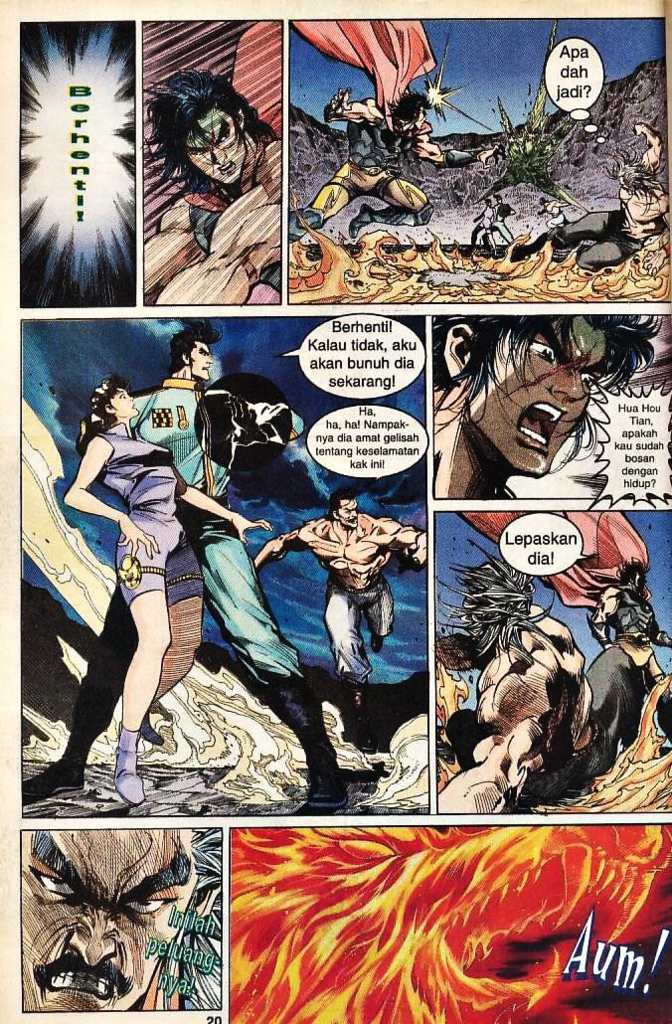 Berhenti!
Apa
dah
jadi?
Berhenti!
Kalau tidak, aku
akan bunuh dia
sekarang!
Ha,
ha, ha! Nampak-
nya dia amat gelisah
tentang keselamatan
kak ini!
Hua Hou
Tian,
apakah
kau sudah
bosan
dengan
hidup?
Lepaskan
dia!
Inilah
peluang-
nya!
Aum!
20